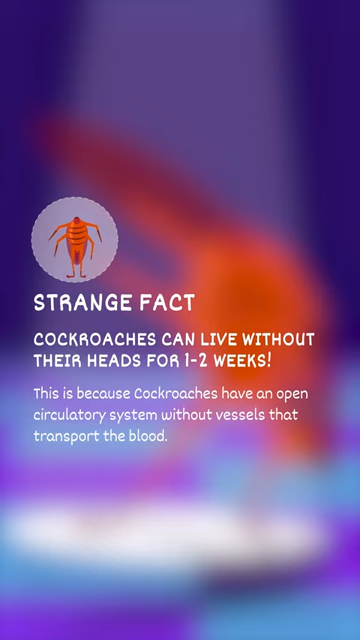 STRANGE FACT
COCKROACHES CAN LIVE WITHOUT
THEIR HEADS FOR 1-2 WEEKS!
This is because Cockroaches have an open
circulatory system without vessels that
transport the blood.